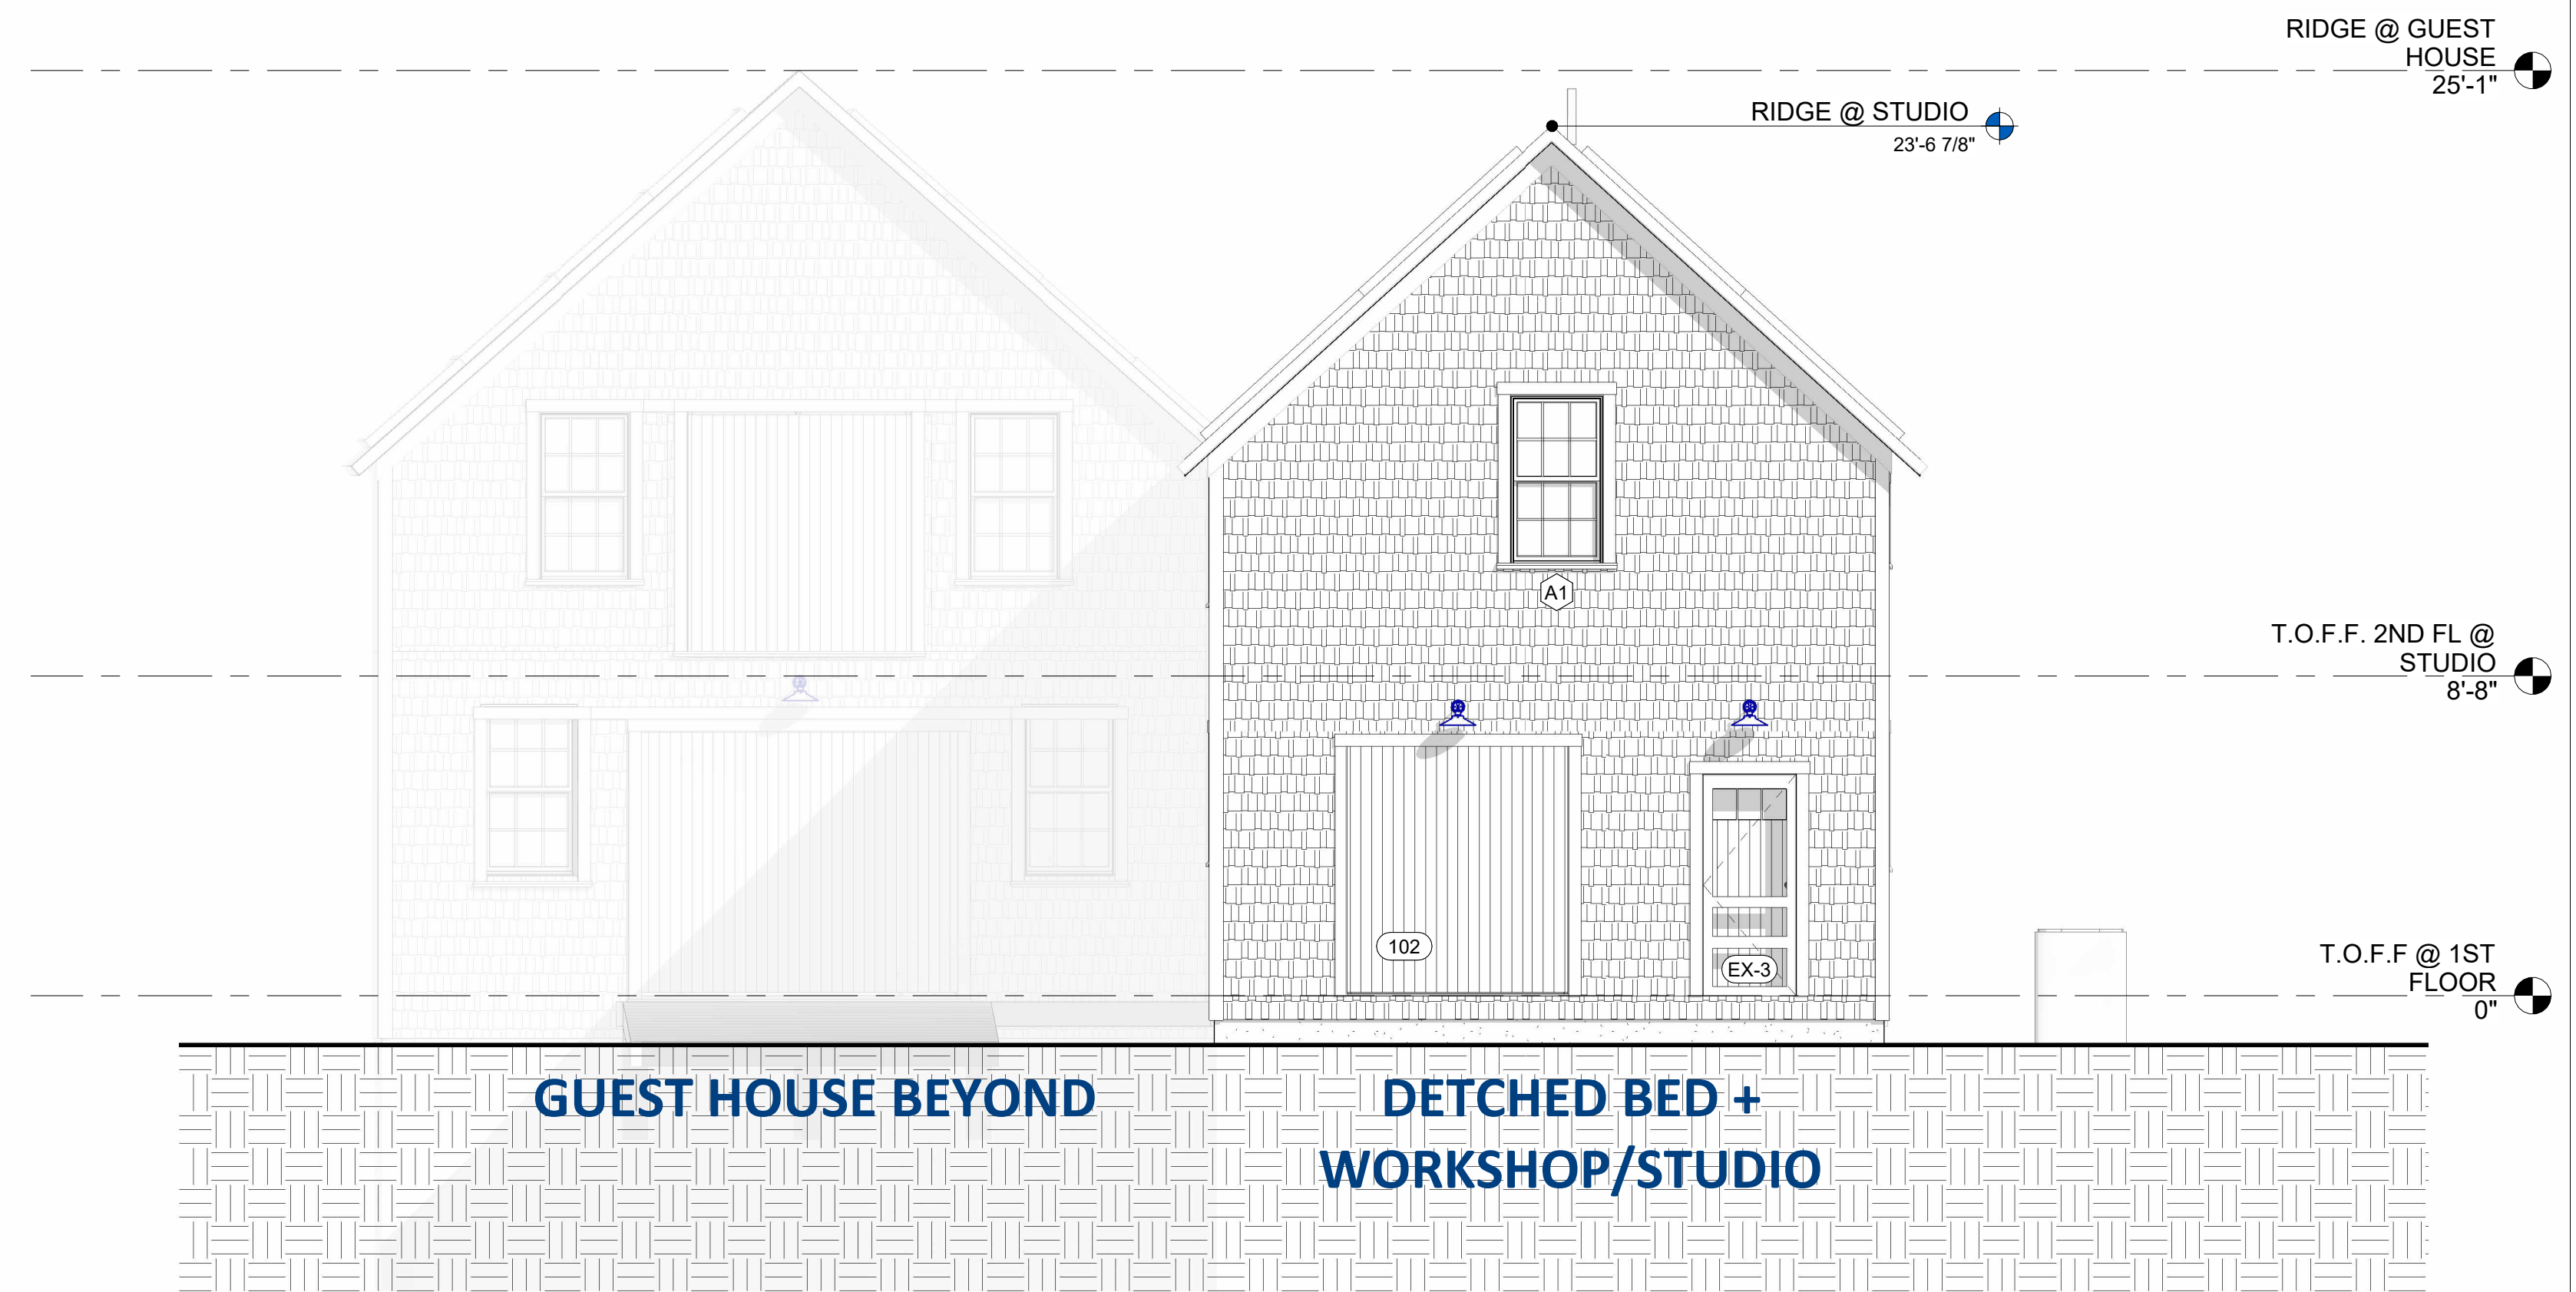 RIDGE @ GUEST
HOUSE
25'-1"
RIDGE @ STUDIO
23'-6 7/8"
A1
T.O.F.F. 2ND FL @
STUDIO
8'-8"
102
EX-3
T.O.F.F @ 1ST
FLOOR
0"
GUEST HOUSE BEYOND
DETCHED BED +
WORKSHOP/STUDIO